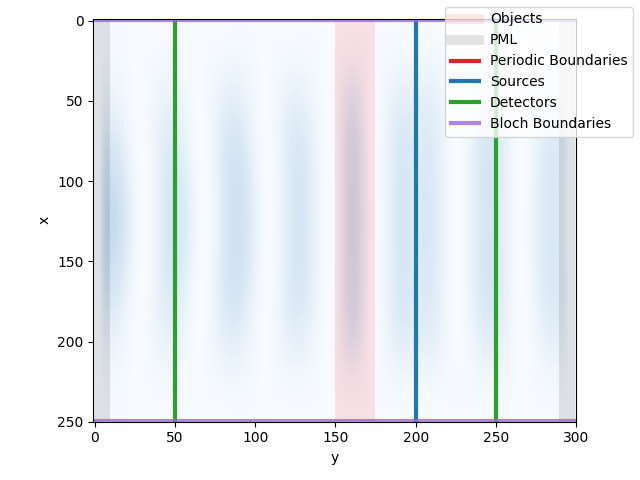 Objects
PML
Periodic Boundaries
Sources
Detectors
Bloch Boundaries
0
50
100
150
200
250
x
0
50
100
150
200
250
300
y